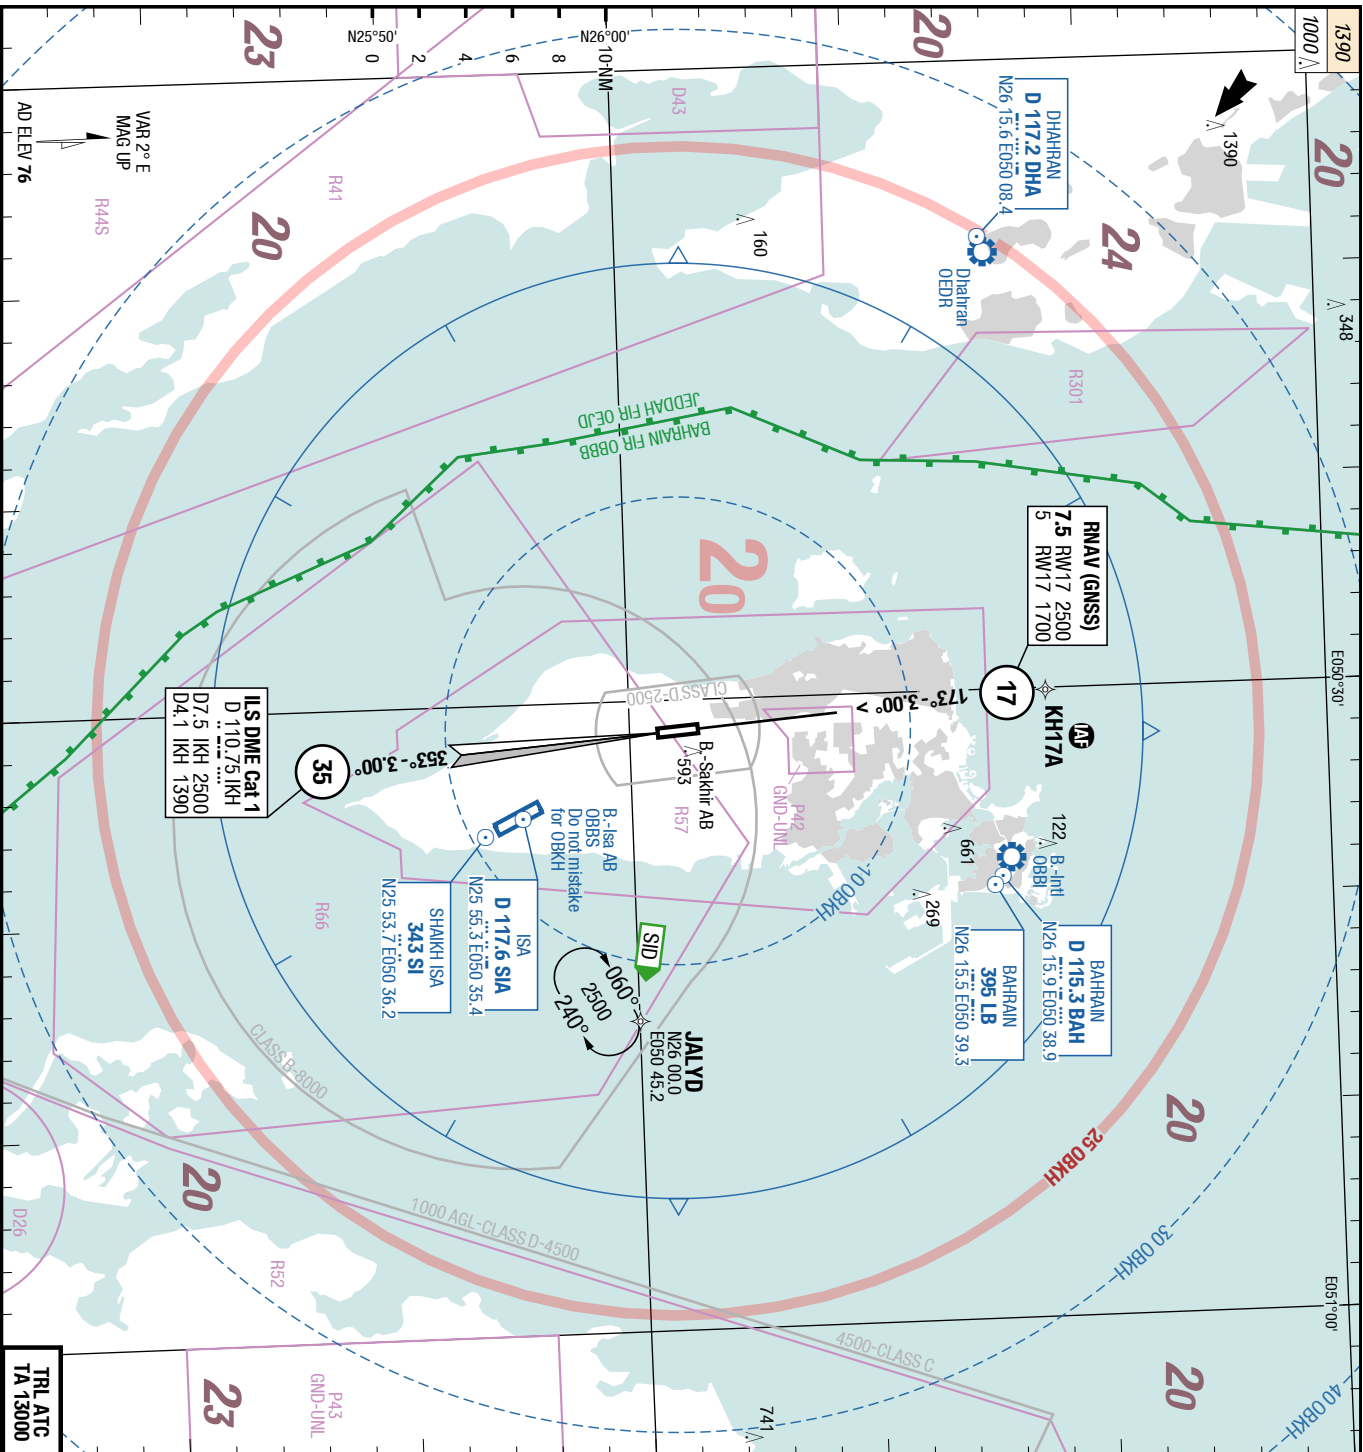 1390
1000
20
1390
348
20
24
20
DHAHRAN
D 117.2 DHA
N26 15.6 E050 08.4
Dhahran
OEDR
R301
D43
160
23
20
R41
R44S
N25°50'
N26°00'
0
2
4
6
8
10 NM
VAR 2° E
MAG UP
AD ELEV 76
JEDDAH FIR OEJD
BAHRAIN FIR OBBB
RNAV (GNSS)
7.5 RW17 2500
5 RW17 1700
17
IAF
KH17A
E050°30'
20
173°-3.00°
CLASS D-2500
B.-Sakhir AB
593
R57
P42
GND-UNL
353°-3.00°
35
ILS DME Cat 1
D 110.75 IKH
D7.5 IKH 2500
D4.1 IKH 1390
B.-Isa AB
OBBS
Do not mistake
for OBKH
ISA
D 117.6 SIA
N25 55.3 E050 35.4
SHAIKH ISA
343 SI
N25 53.7 E050 36.2
122
B.-Intl
OBBI
661
269
BAHRAIN
D 115.3 BAH
N26 15.9 E050 38.9
BAHRAIN
395 LB
N26 15.5 E050 39.3
10 OBKH
SID
060°
2500
240°
JALYD
N26 00.0
E050 45.2
R66
CLASS B-8000
20
25 OBKH
30 OBKH
40 OBKH
1000 AGL-CLASS D-4500
4500-CLASS C
E051°00'
20
20
D26
R52
23
P43
GND-UNL
741
TRL ATC
TA 13000